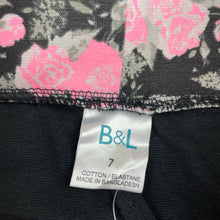 B&L
7
COTTON / ELASTANE
MADE IN BANGLADESH